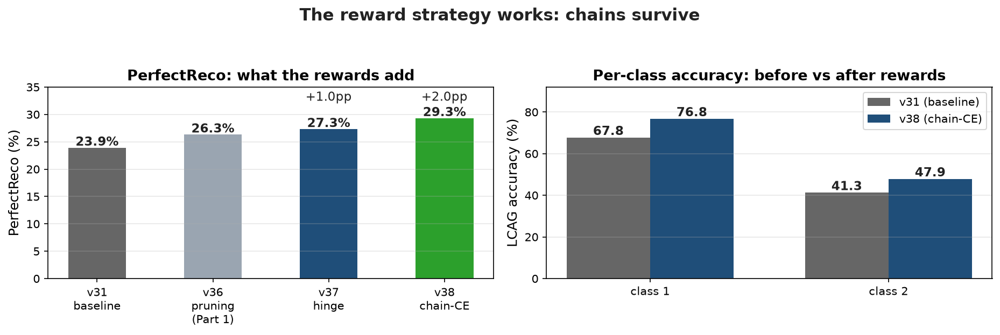 The reward strategy works: chains survive
PerfectReco: what the rewards add
PerfectReco (%)
35
30
25
20
15
10
5
0
+1.0pp
+2.0pp
23.9%
26.3%
27.3%
29.3%
v31
baseline
v36
pruning
(Part 1)
v37
hinge
v38
chain-CE
Per-class accuracy: before vs after rewards
LCAG accuracy (%)
80
60
40
20
0
v31 (baseline)
v38 (chain-CE)
67.8
76.8
41.3
47.9
class 1
class 2